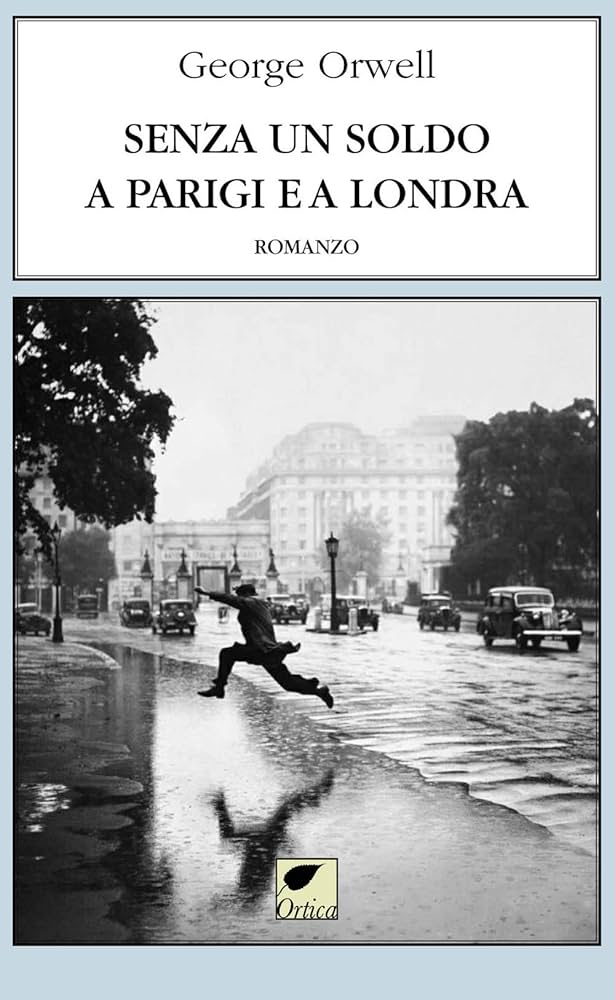 George Orwell
SENZA UN SOLDO
A PARIGI E A LONDRA
ROMANZO
Ortica